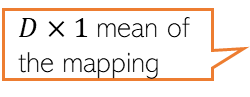 D × 1 mean of
the mapping